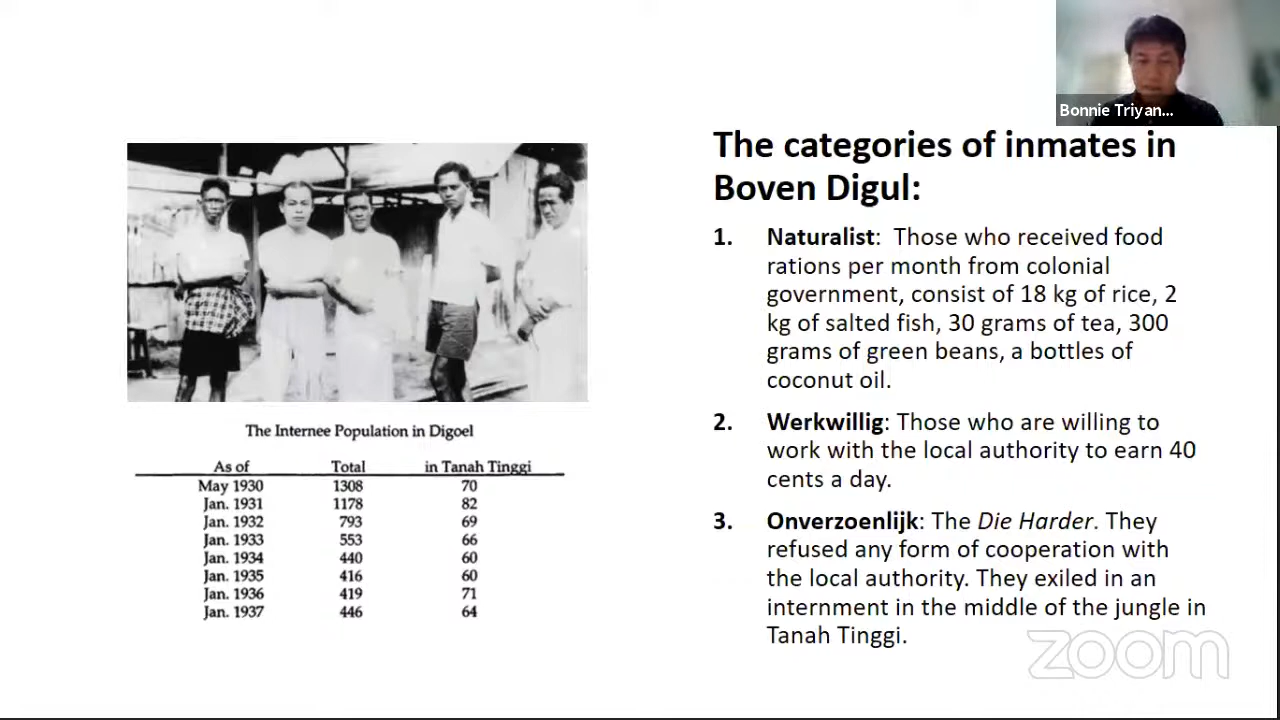 Bonnie Triyan...
The categories of inmates in
Boven Digul:
1. Naturalist: Those who received food
rations per month from colonial
government, consist of 18 kg of rice, 2
kg of salted fish, 30 grams of tea, 300
grams of green beans, a bottles of
coconut oil.
2. Werkwillig: Those who are willing to
work with the local authority to earn 40
cents a day.
3. Onverzoenlijk: The Die Harder. They
refused any form of cooperation with
the local authority. They exiled in an
internment in the middle of the jungle in
Tanah Tinggi.
The Internee Population in Digoel
As of Total in Tanah Tinggi
May 1930 1308 70
Jan. 1931 1178 82
Jan. 1932 793 69
Jan. 1933 553 66
Jan. 1934 440 60
Jan. 1935 416 60
Jan. 1936 419 71
Jan. 1937 446 64
zoom